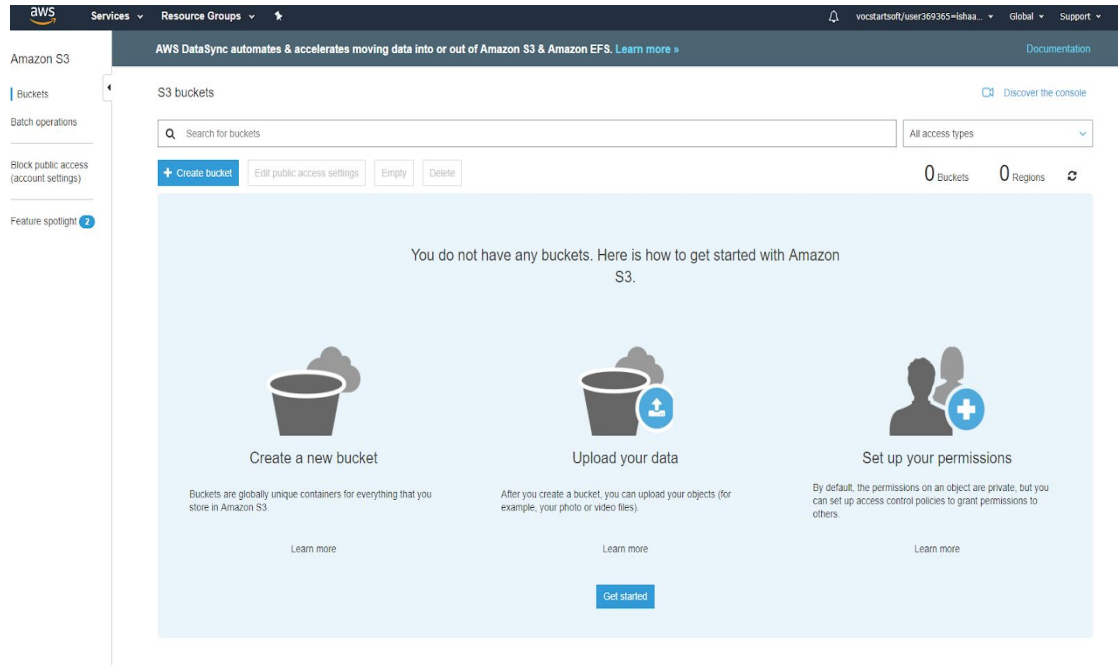 aws Services Resource Groups vocstartsoft/user369365=ishaa... Global Support
Amazon S3
Buckets
Batch operations
Block public access
(account settings)
Feature spotlight 2
AWS DataSync automates & accelerates moving data into or out of Amazon S3 & Amazon EFS. Learn more » Documentation
S3 buckets Discover the console
Search for buckets All access types
+ Create bucket Edit public access settings Empty Delete 0 Buckets 0 Regions
You do not have any buckets. Here is how to get started with Amazon
S3.
Create a new bucket
Buckets are globally unique containers for everything that you
store in Amazon S3.
Learn more
Upload your data
After you create a bucket, you can upload your objects (for
example, your photo or video files).
Learn more
Set up your permissions
By default, the permissions on an object are private, but you
can set up access control policies to grant permissions to
others.
Learn more
Get started